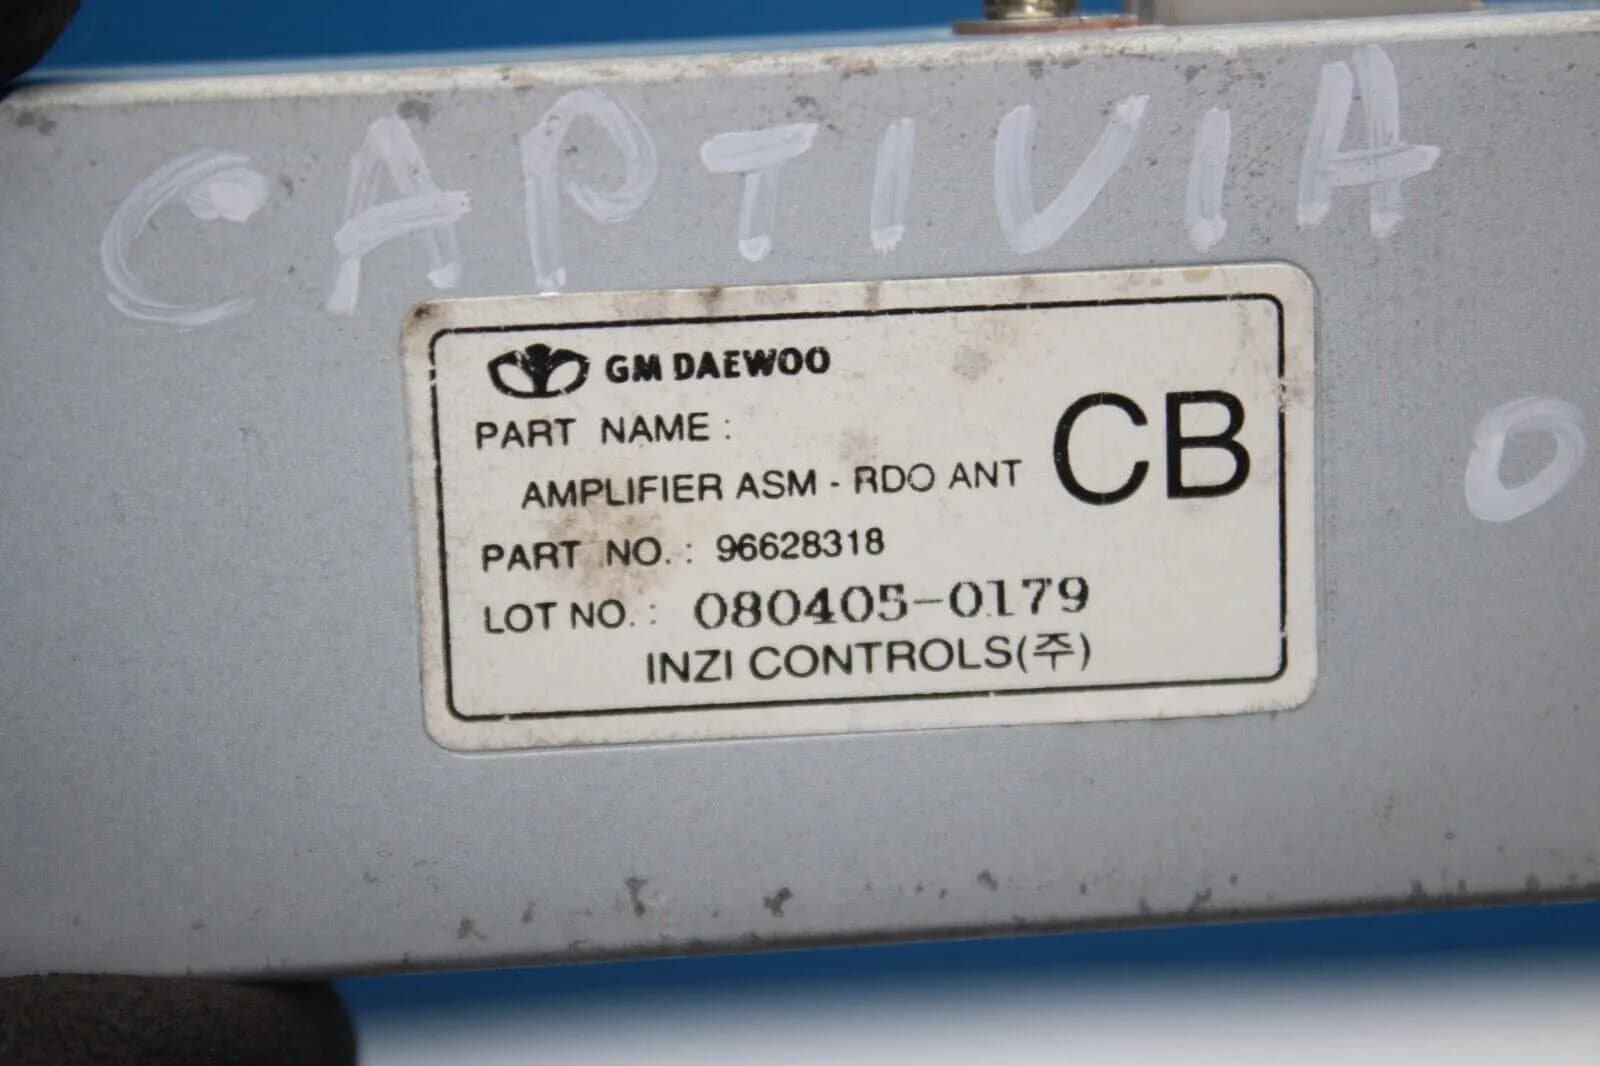 CAPTIVIA 0
GM DAEWOO
PART NAME :
AMPLIFIER ASM - RDO ANT
CB
PART NO. : 96628318
LOT NO. : 080405-0179
INZI CONTROLS(주)